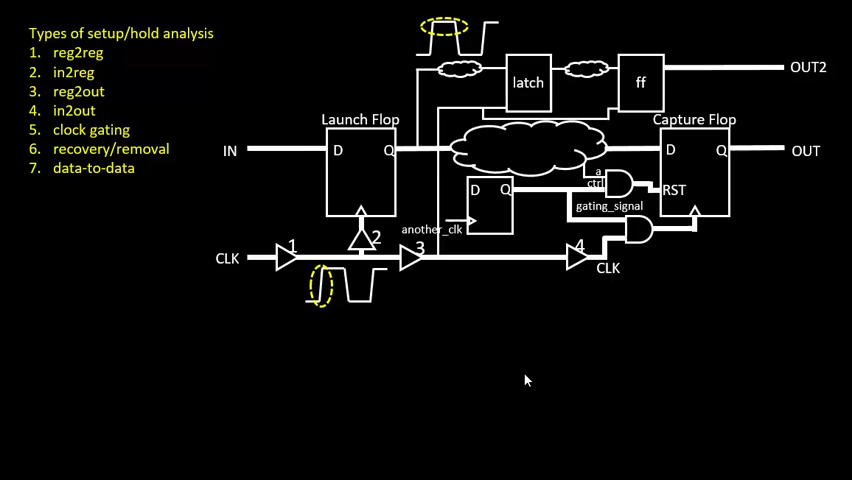 Types of setup/hold analysis
1. reg2reg
2. in2reg
3. reg2out
4. in2out
5. clock gating
6. recovery/removal
7. data-to-data
latch
ff
OUT2
Launch Flop
Capture Flop
IN
D
Q
D
Q
OUT
a
ctrl
RST
D
Q
gating_signal
another_clk
CLK
1
2
3
4
CLK